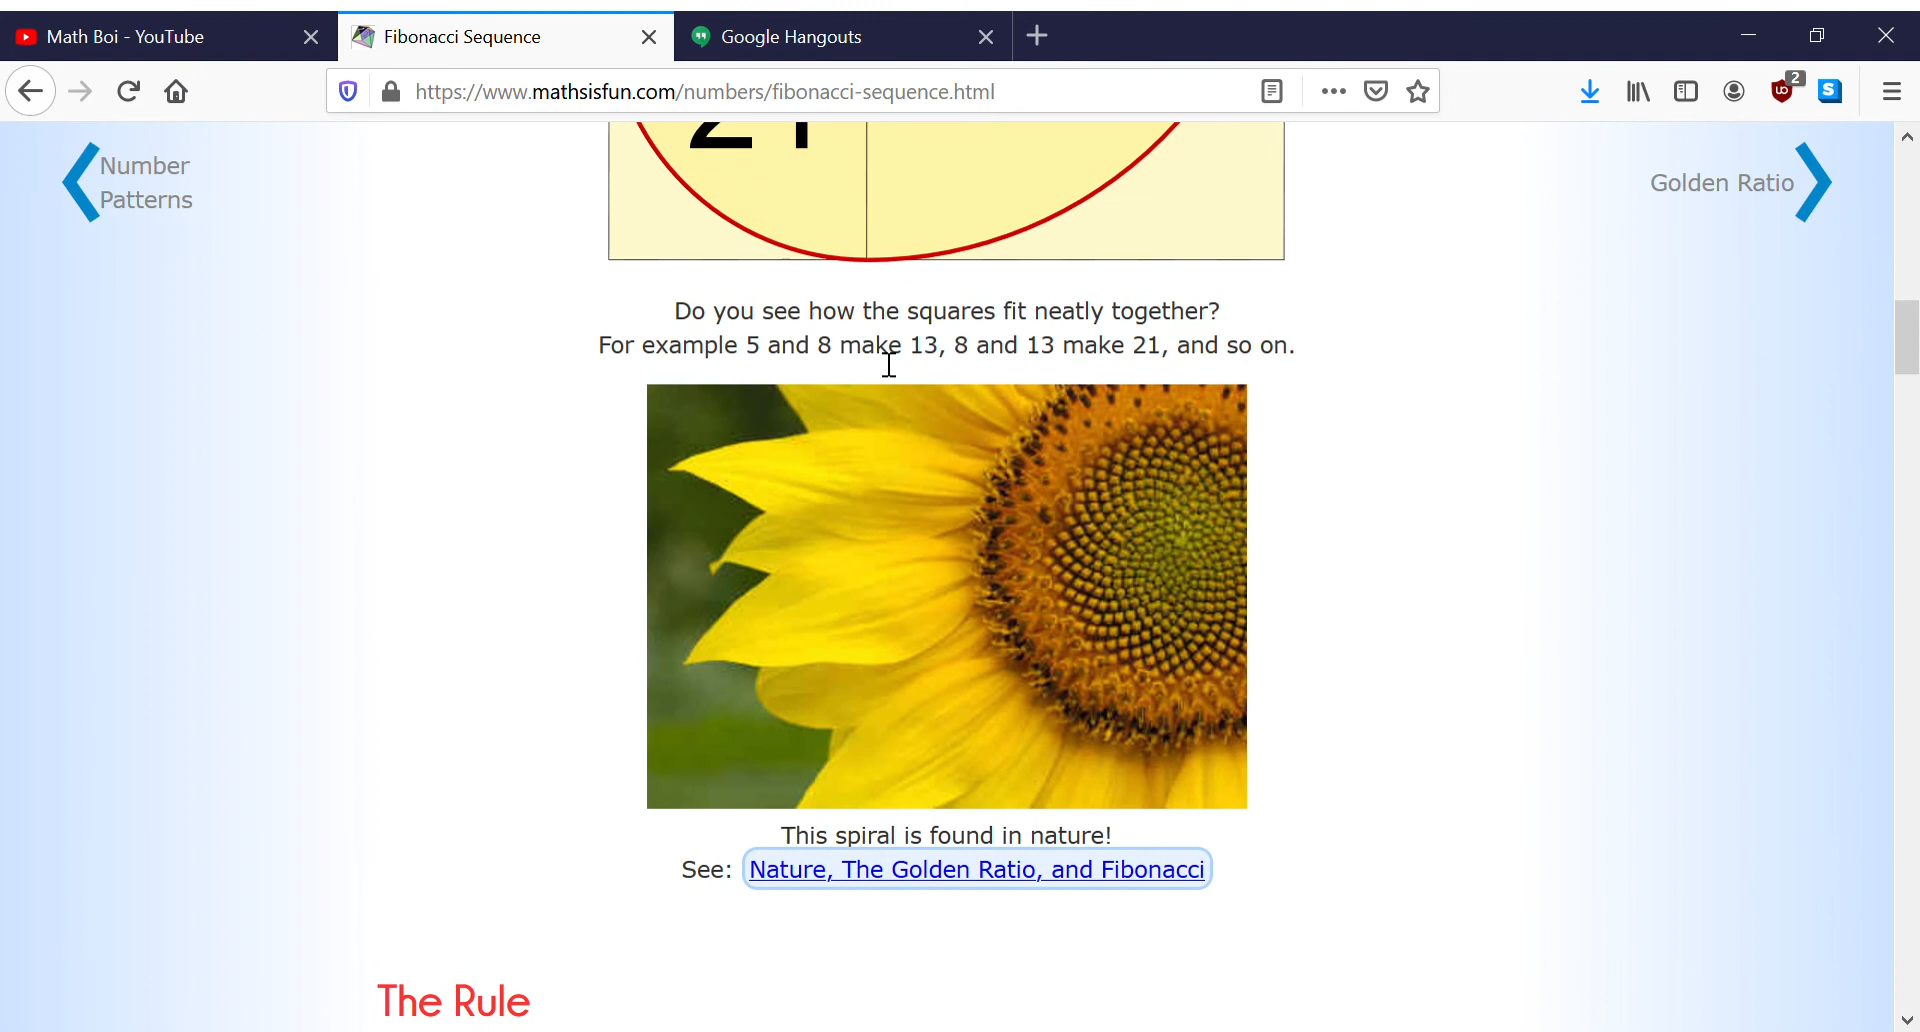 Math Boi - YouTube
Fibonacci Sequence
Google Hangouts
https://www.mathsisfun.com/numbers/fibonacci-sequence.html
2
S
Number
Patterns
21
Golden Ratio
Do you see how the squares fit neatly together?
For example 5 and 8 make 13, 8 and 13 make 21, and so on.
This spiral is found in nature!
See: Nature, The Golden Ratio, and Fibonacci
The Rule